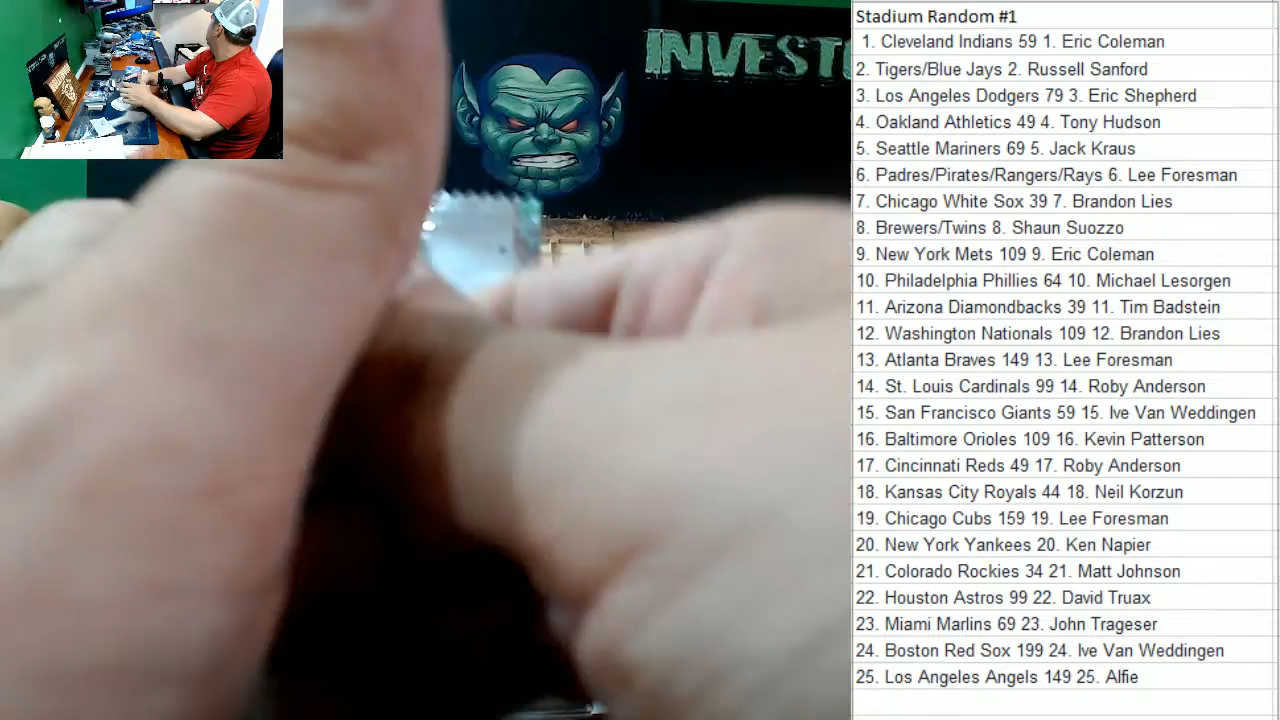 INVEST
Stadium Random #1
1. Cleveland Indians 59 1. Eric Coleman
2. Tigers/Blue Jays 2. Russell Sanford
3. Los Angeles Dodgers 79 3. Eric Shepherd
4. Oakland Athletics 49 4. Tony Hudson
5. Seattle Mariners 69 5. Jack Kraus
6. Padres/Pirates/Rangers/Rays 6. Lee Foresman
7. Chicago White Sox 39 7. Brandon Lies
8. Brewers/Twins 8. Shaun Suozzo
9. New York Mets 109 9. Eric Coleman
10. Philadelphia Phillies 64 10. Michael Lesorgen
11. Arizona Diamondbacks 39 11. Tim Badstein
12. Washington Nationals 109 12. Brandon Lies
13. Atlanta Braves 149 13. Lee Foresman
14. St. Louis Cardinals 99 14. Roby Anderson
15. San Francisco Giants 59 15. Ive Van Weddingen
16. Baltimore Orioles 109 16. Kevin Patterson
17. Cincinnati Reds 49 17. Roby Anderson
18. Kansas City Royals 44 18. Neil Korzun
19. Chicago Cubs 159 19. Lee Foresman
20. New York Yankees 20. Ken Napier
21. Colorado Rockies 34 21. Matt Johnson
22. Houston Astros 99 22. David Truax
23. Miami Marlins 69 23. John Trageser
24. Boston Red Sox 199 24. Ive Van Weddingen
25. Los Angeles Angels 149 25. Alfie